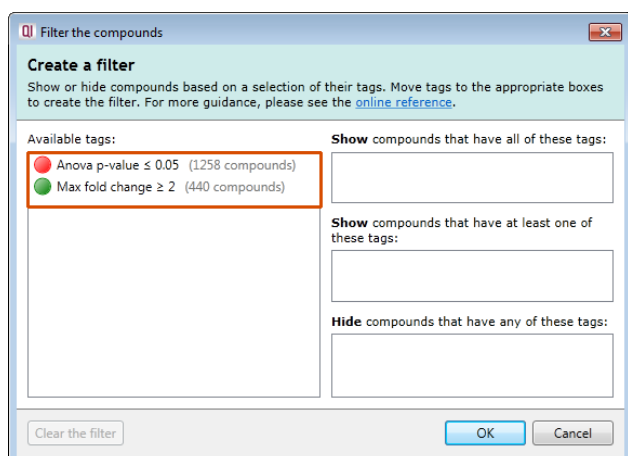 QI Filter the compounds
Create a filter
Show or hide compounds based on a selection of their tags. Move tags to the appropriate boxes
to create the filter. For more guidance, please see the online reference.
Available tags:
Anova p-value ≤ 0.05 (1258 compounds)
Max fold change ≥ 2 (440 compounds)
Show compounds that have all of these tags:
Show compounds that have at least one of
these tags:
Hide compounds that have any of these tags:
Clear the filter
OK
Cancel